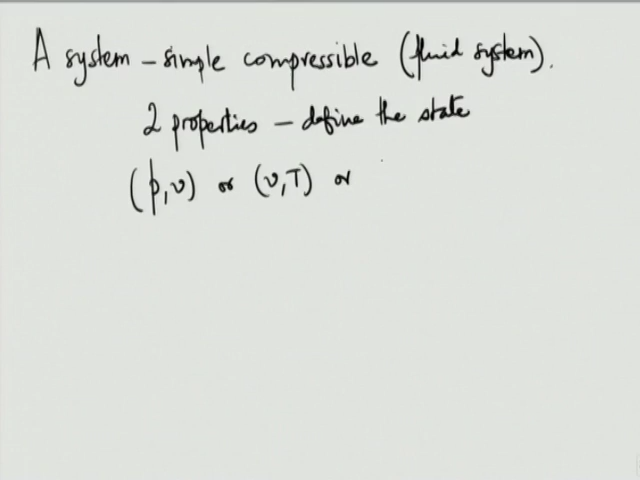 A system – simple compressible (fluid system).
2 properties – define the state
(p,v) or (v,T) or